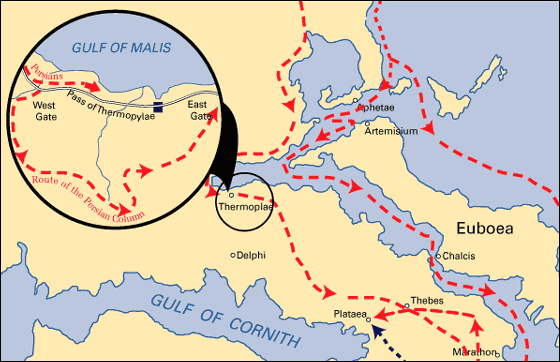 GULF OF MALIS
Persians
West
Gate
Pass of Thermopylae
East
Gate
Route of the Persian Column
Aphetae
Artemisium
Thermoplae
Euboea
Delphi
Chalcis
GULF OF CORNITH
Thebes
Plataea
Marathon